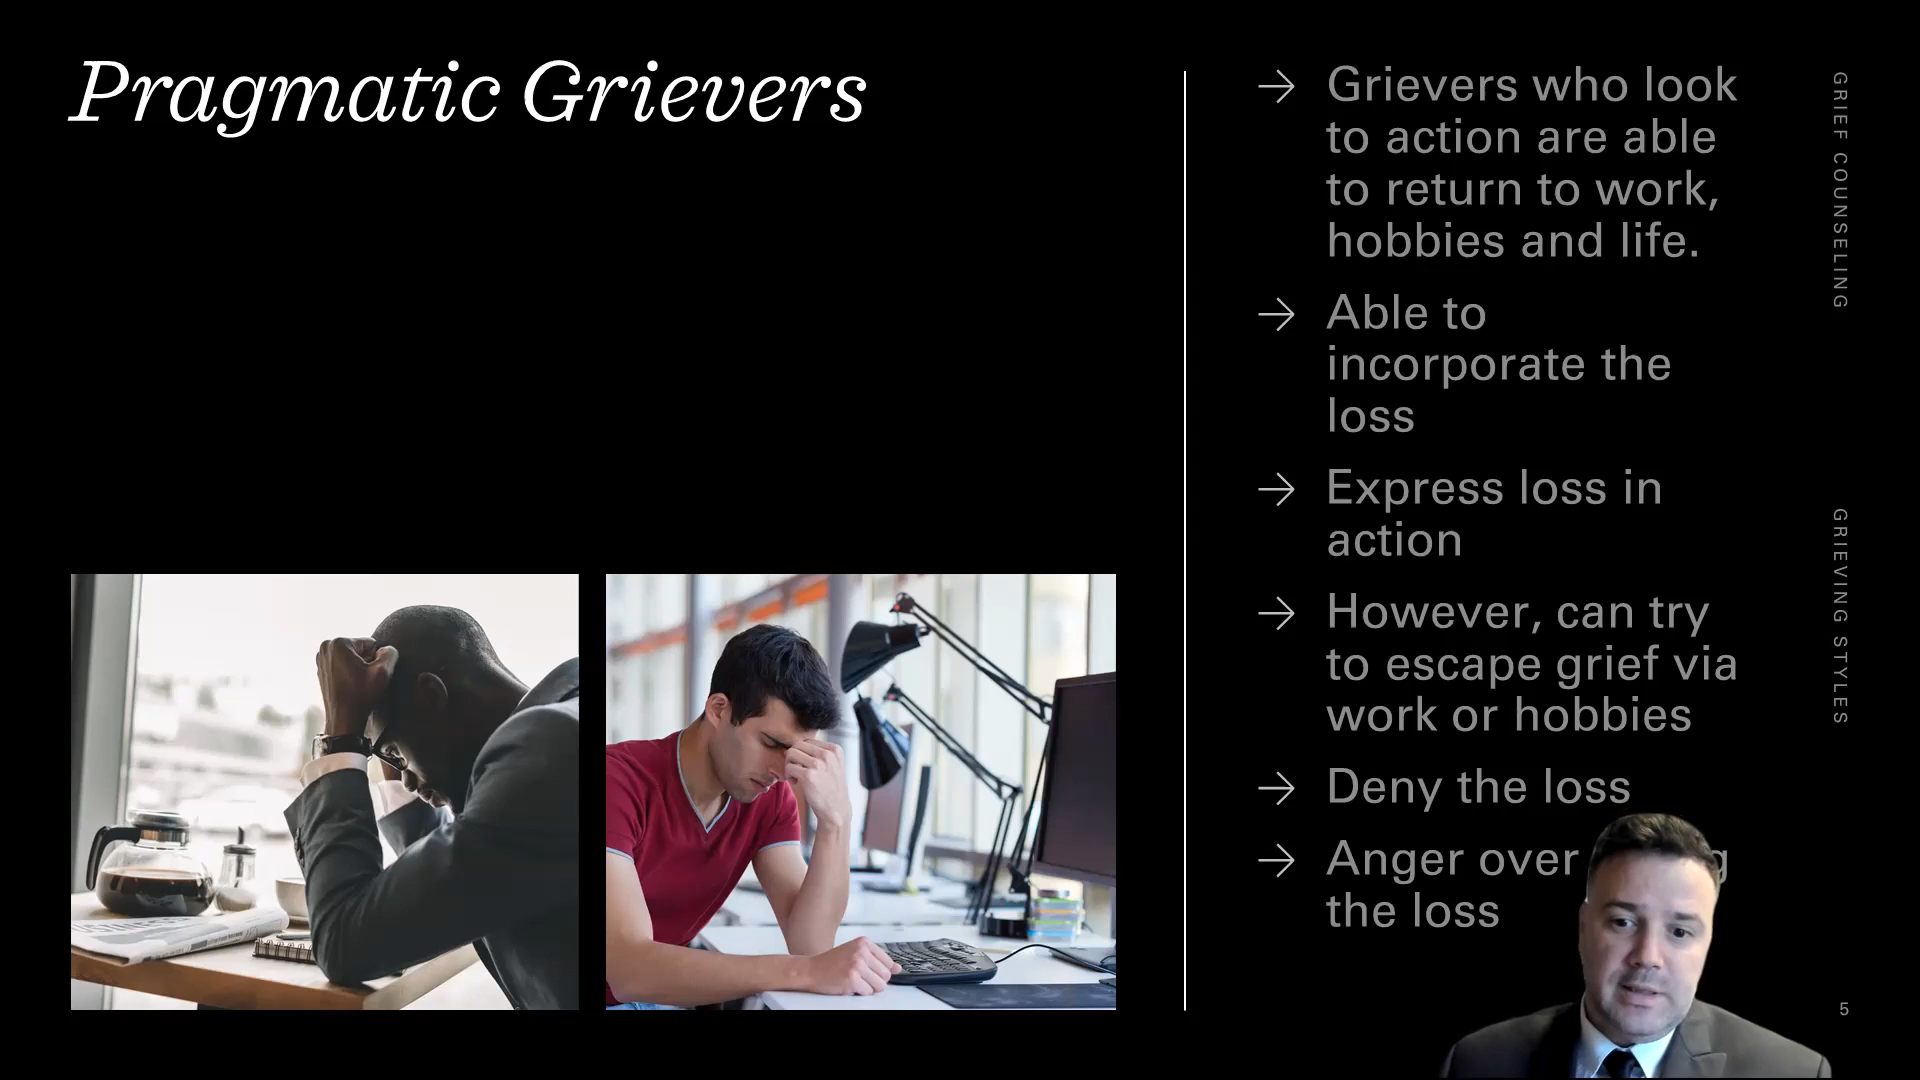 Pragmatic Grievers
→ Grievers who look
to action are able
to return to work,
hobbies and life.
→ Able to
incorporate the
loss
→ Express loss in
action
→ However, can try
to escape grief via
work or hobbies
→ Deny the loss
→ Anger over
the loss
GRIEF COUNSELING
GRIEVING STYLES
5